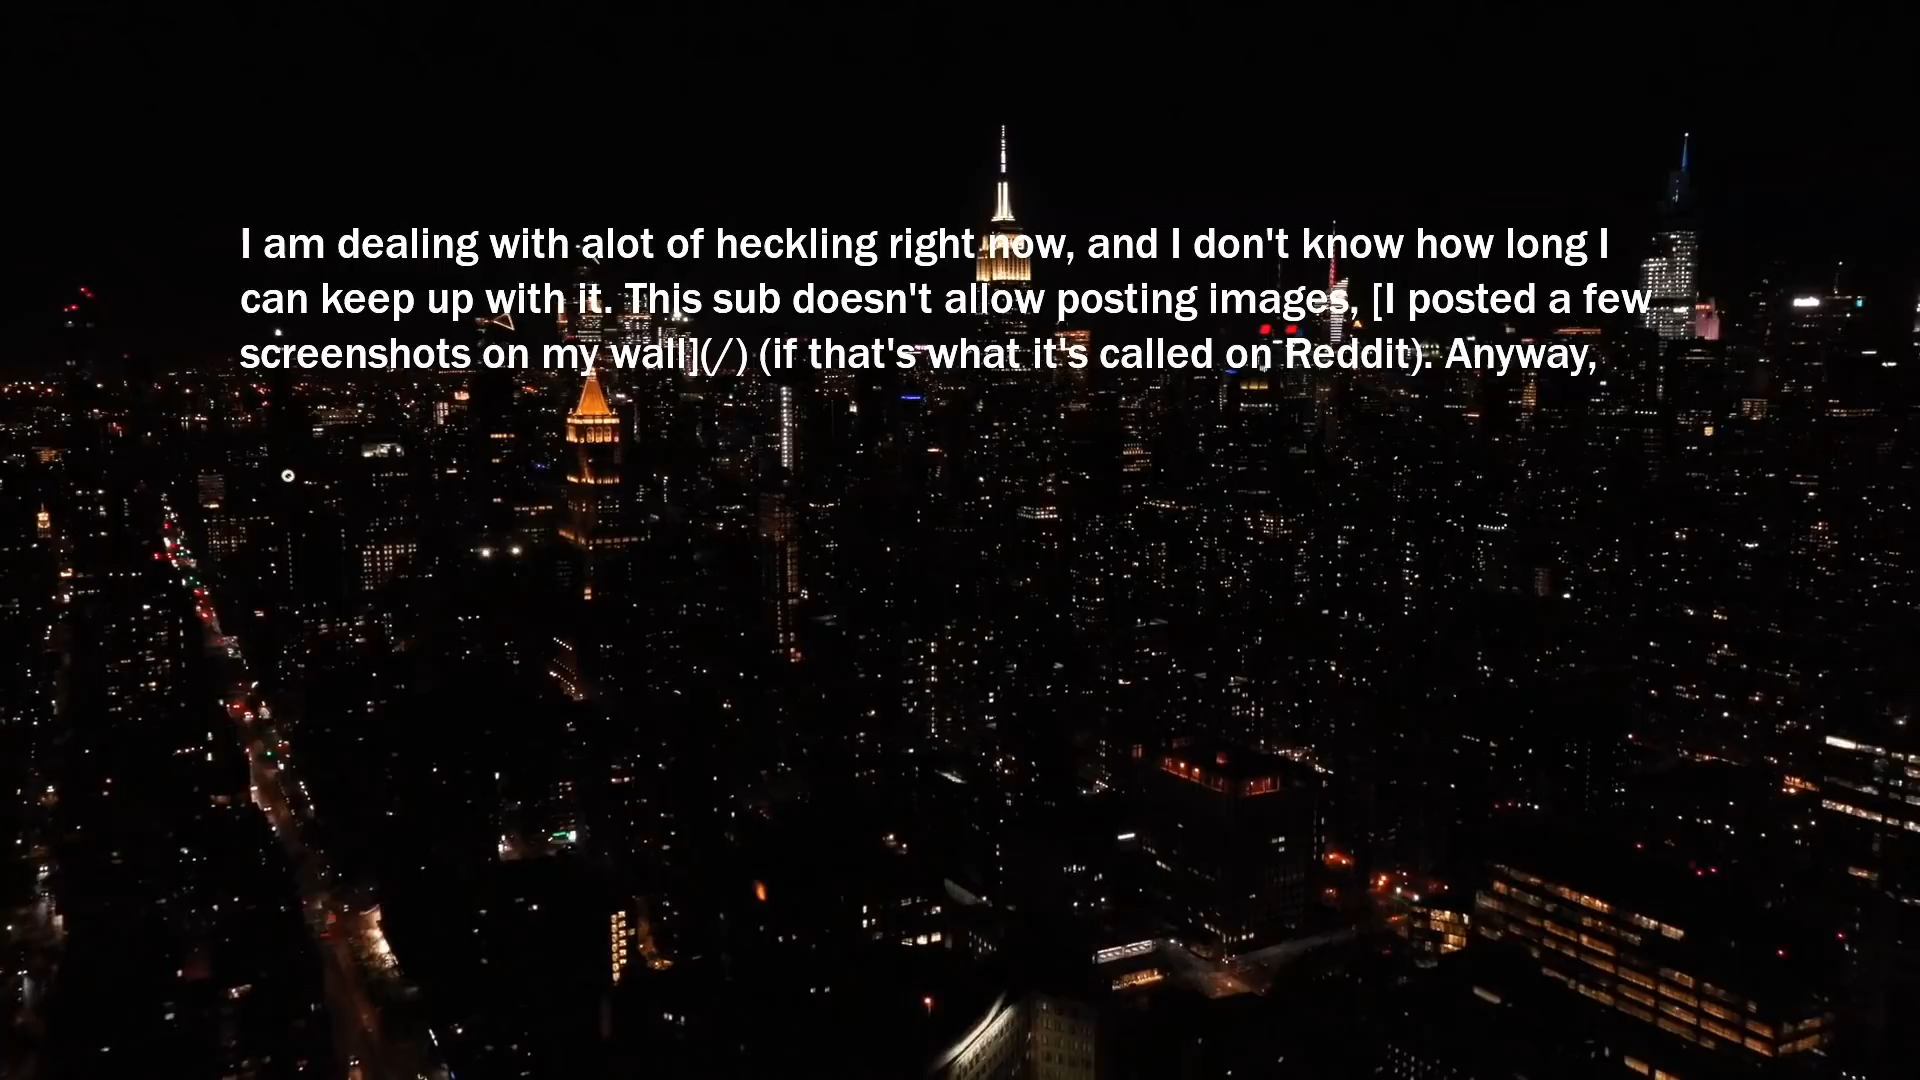 I am dealing with alot of heckling right now, and I don't know how long I
can keep up with it. This sub doesn't allow posting images, [I posted a few
screenshots on my wall](/) (if that's what it's called on Reddit). Anyway,